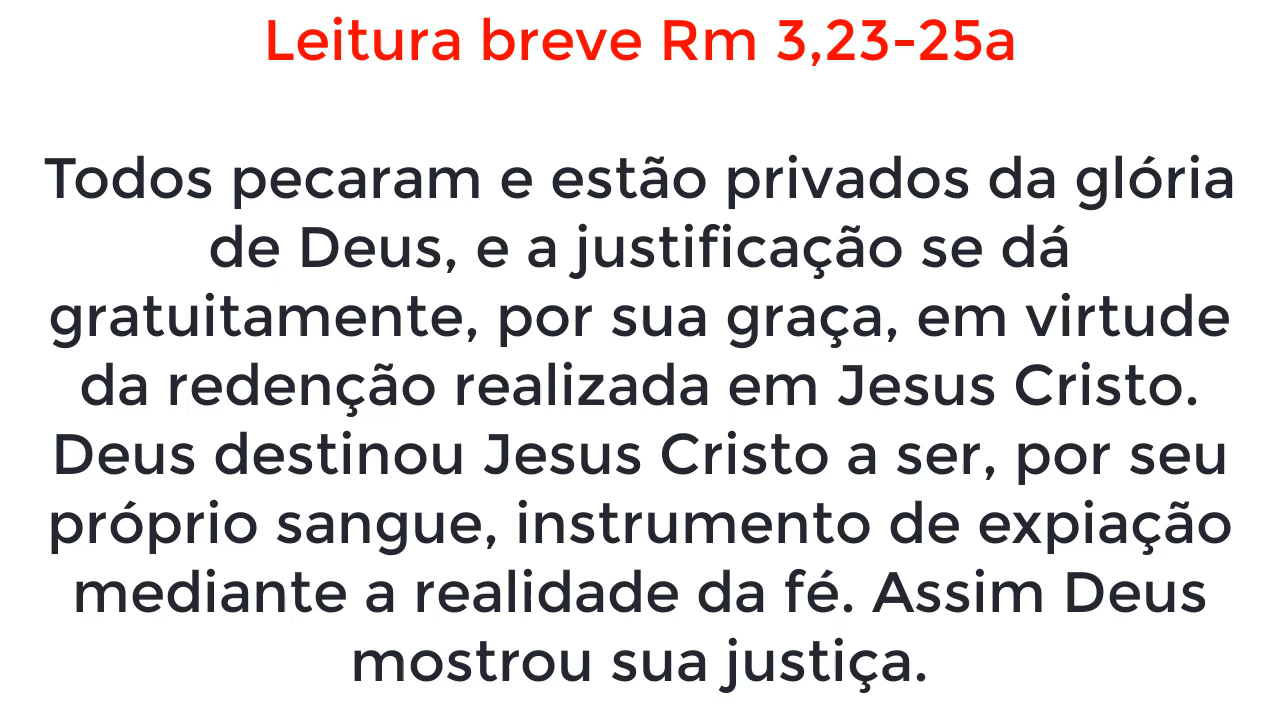 Leitura breve Rm 3,23-25a
Todos pecaram e estão privados da glória
de Deus, e a justificação se dá
gratuitamente, por sua graça, em virtude
da redenção realizada em Jesus Cristo.
Deus destinou Jesus Cristo a ser, por seu
próprio sangue, instrumento de expiação
mediante a realidade da fé. Assim Deus
mostrou sua justiça.